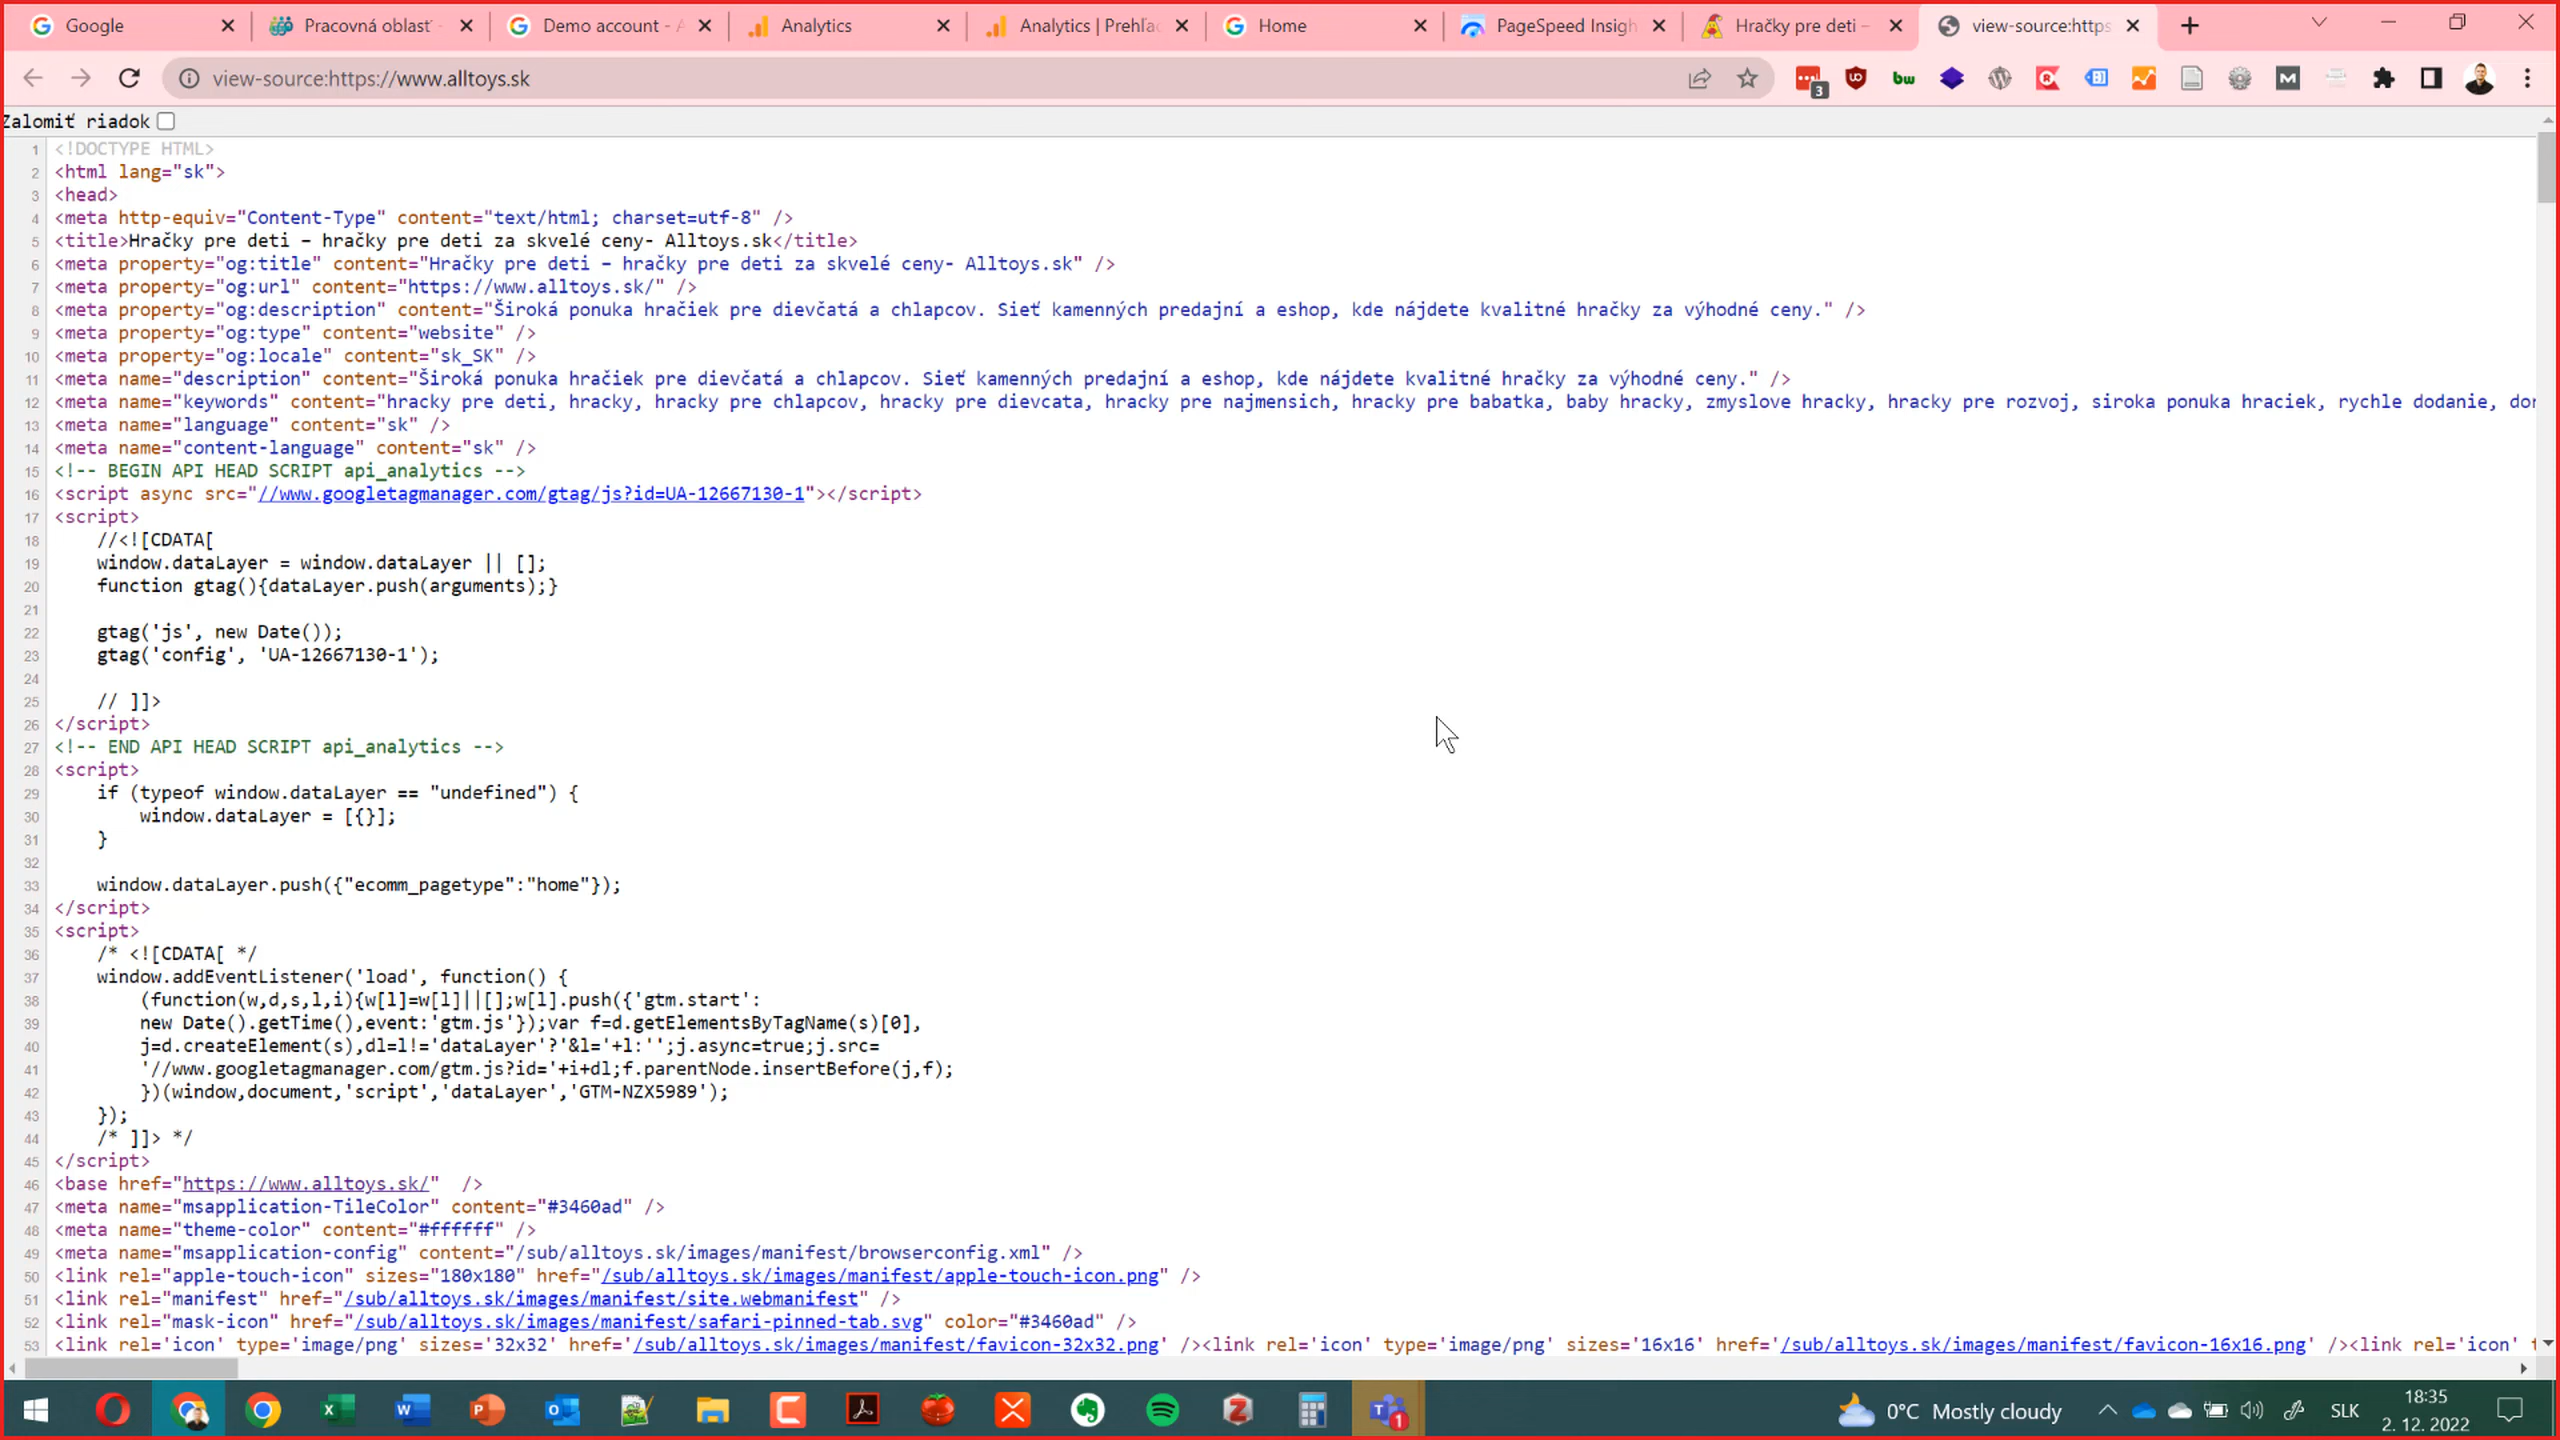 Google
Pracovná oblasť -
Demo account - A
Analytics
Analytics | Prehľad
Home
PageSpeed Insigh
Hračky pre deti –
view-source:https
view-source:https://www.alltoys.sk
3
bw
M
Zalomiť riadok
1 <!DOCTYPE HTML>
2 <html lang="sk">
3 <head>
4 <meta http-equiv="Content-Type" content="text/html; charset=utf-8" />
5 <title>Hračky pre deti – hračky pre deti za skvelé ceny- Alltoys.sk</title>
6 <meta property="og:title" content="Hračky pre deti – hračky pre deti za skvelé ceny- Alltoys.sk" />
7 <meta property="og:url" content="https://www.alltoys.sk/" />
8 <meta property="og:description" content="Široká ponuka hračiek pre dievčatá a chlapcov. Sieť kamenných predajní a eshop, kde nájdete kvalitné hračky za výhodné ceny." />
9 <meta property="og:type" content="website" />
10 <meta property="og:locale" content="sk_SK" />
11 <meta name="description" content="Široká ponuka hračiek pre dievčatá a chlapcov. Sieť kamenných predajní a eshop, kde nájdete kvalitné hračky za výhodné ceny." />
12 <meta name="keywords" content="hracky pre deti, hracky, hracky pre chlapcov, hracky pre dievcata, hracky pre najmensich, hracky pre babatka, baby hracky, zmyslove hracky, hracky pre rozvoj, siroka ponuka hraciek, rychle dodanie,
13 <meta name="language" content="sk" />
14 <meta name="content-language" content="sk" />
15 <!-- BEGIN API HEAD SCRIPT api_analytics -->
16 <script async src="//www.googletagmanager.com/gtag/js?id=UA-12667130-1"></script>
17 <script>
18 //<![CDATA[
19 window.dataLayer = window.dataLayer || [];
20 function gtag(){dataLayer.push(arguments);}
21
22 gtag('js', new Date());
23 gtag('config', 'UA-12667130-1');
24
25 // ]]>
26 </script>
27 <!-- END API HEAD SCRIPT api_analytics -->
28 <script>
29 if (typeof window.dataLayer == "undefined") {
30 window.dataLayer = [{}];
31 }
32
33 window.dataLayer.push({"ecomm_pagetype":"home"});
34 </script>
35 <script>
36 /* <![CDATA[ */
37 window.addEventListener('load', function() {
38 (function(w,d,s,l,i){w[l]=w[l]||[];w[l].push({'gtm.start':
39 new Date().getTime(),event:'gtm.js'});var f=d.getElementsByTagName(s)[0],
40 j=d.createElement(s),dl=l!='dataLayer'?'&l='+l:'';j.async=true;j.src=
41 '//www.googletagmanager.com/gtm.js?id='+i+dl;f.parentNode.insertBefore(j,f);
42 })(window,document,'script','dataLayer','GTM-NZX5989');
43 });
44 /* ]]> */
45 </script>
46 <base href="https://www.alltoys.sk/" />
47 <meta name="msapplication-TileColor" content="#3460ad" />
48 <meta name="theme-color" content="#ffffff" />
49 <meta name="msapplication-config" content="/sub/alltoys.sk/images/manifest/browserconfig.xml" />
50 <link rel="apple-touch-icon" sizes="180x180" href="/sub/alltoys.sk/images/manifest/apple-touch-icon.png" />
51 <link rel="manifest" href="/sub/alltoys.sk/images/manifest/site.webmanifest" />
52 <link rel="mask-icon" href="/sub/alltoys.sk/images/manifest/safari-pinned-tab.svg" color="#3460ad" />
53 <link rel='icon' type='image/png' sizes='32x32' href='/sub/alltoys.sk/images/manifest/favicon-32x32.png' /><link rel='icon' type='image/png' sizes='16x16' href='/sub/alltoys.sk/images/manifest/favicon-16x16.png' /><link rel='icon' t
0°C Mostly cloudy
SLK
18:35
2. 12. 2022